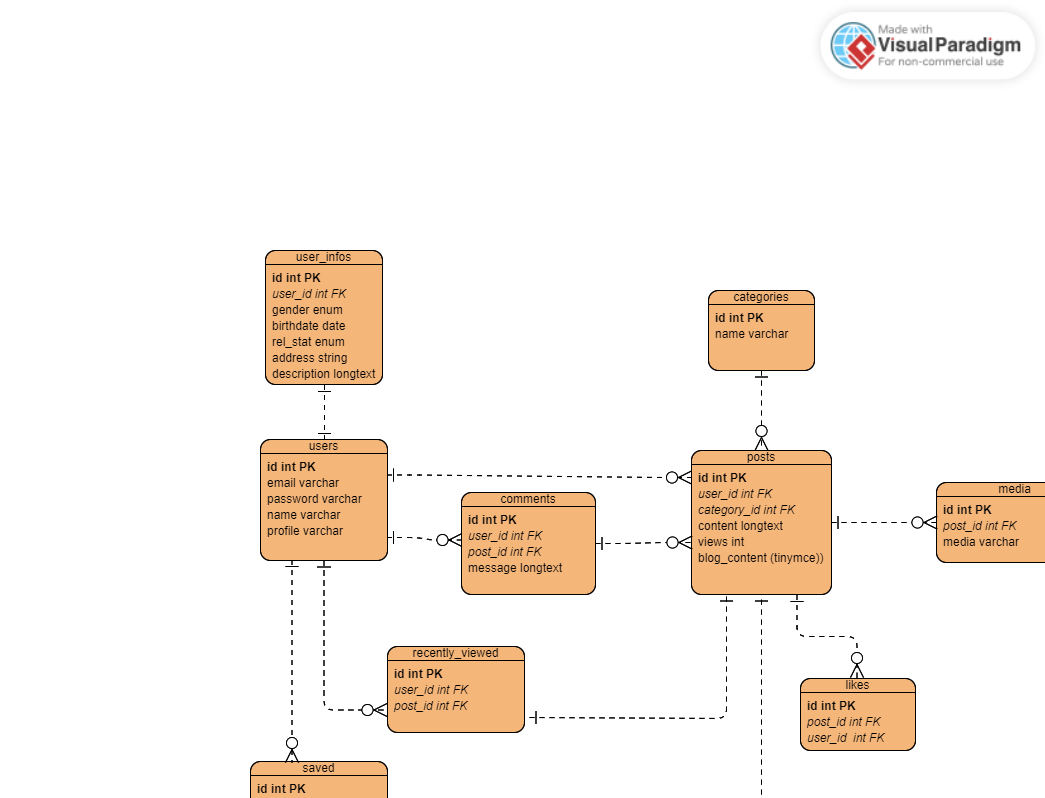 Made with
Visual Paradigm
For non-commercial use
user_infos
id int PK
user_id int FK
gender enum
birthdate date
rel_stat enum
address string
description longtext
categories
id int PK
name varchar
users
id int PK
email varchar
password varchar
name varchar
profile varchar
comments
id int PK
user_id int FK
post_id int FK
message longtext
posts
id int PK
user_id int FK
category_id int FK
content longtext
views int
blog_content (tinymce))
media
id int PK
post_id int FK
media varchar
recently_viewed
id int PK
user_id int FK
post_id int FK
likes
id int PK
post_id int FK
user_id  int FK
saved
id int PK